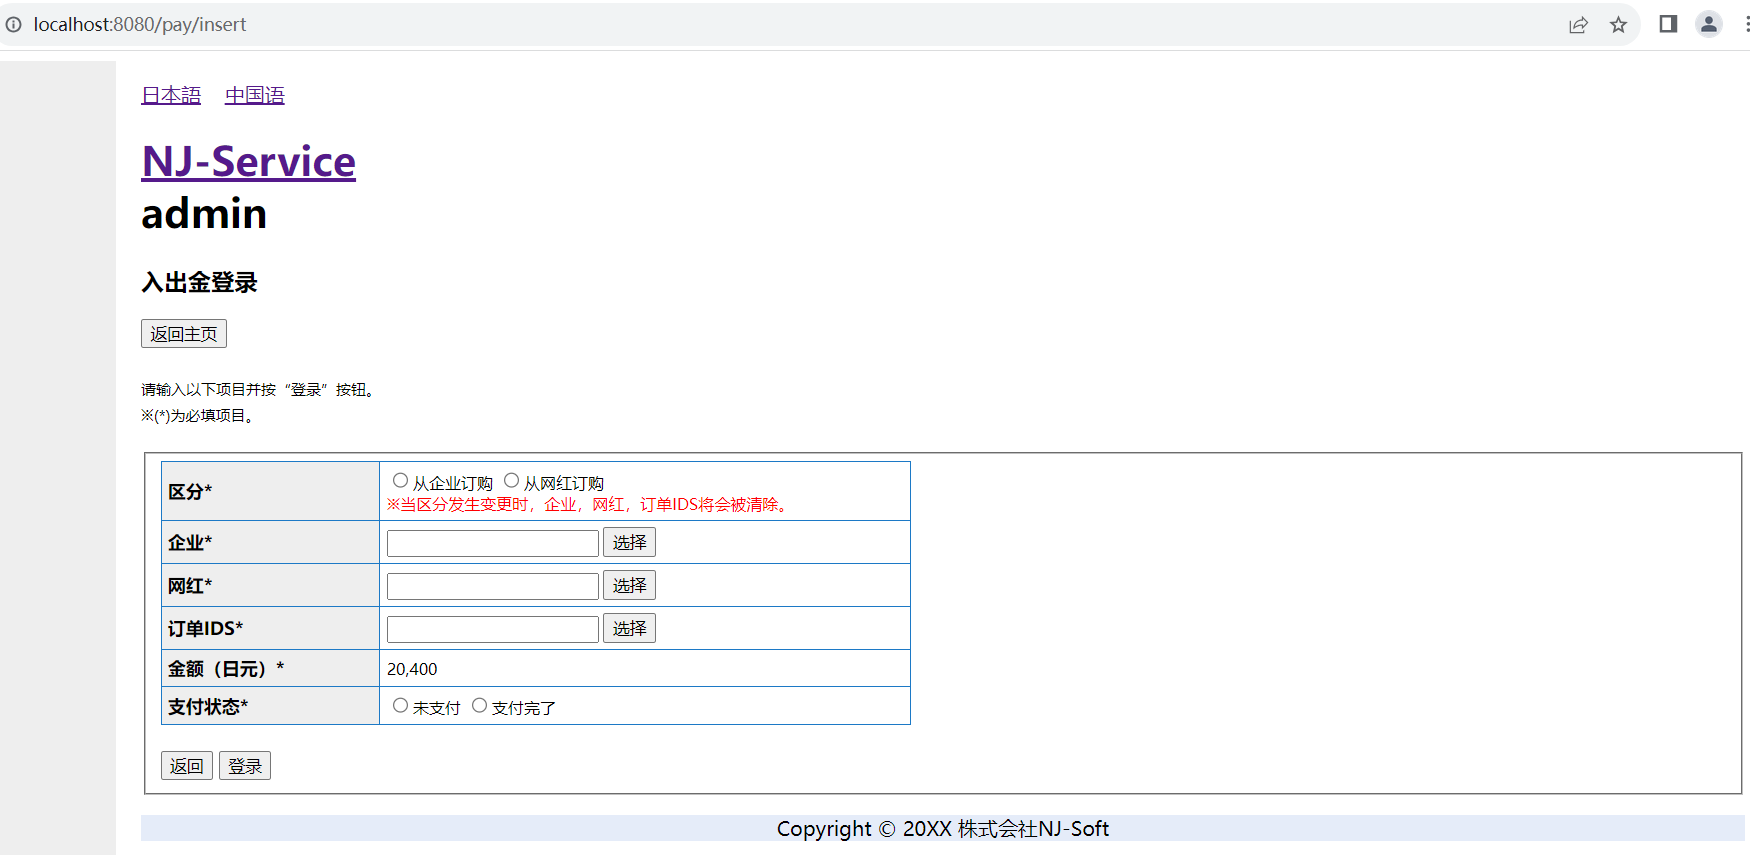 localhost:8080/pay/insert
日本語 中国语
NJ-Service
admin
入出金登录
返回主页
请输入以下项目并按“登录”按钮。
※(*)为必填项目。
区分* 从企业订购 从网红订购
※当区分发生变更时，企业，网红，订单IDS将会被清除。
企业* 选择
网红* 选择
订单IDS* 选择
金额（日元）* 20,400
支付状态* 未支付 支付完了
返回 登录
Copyright © 20XX 株式会社NJ-Soft